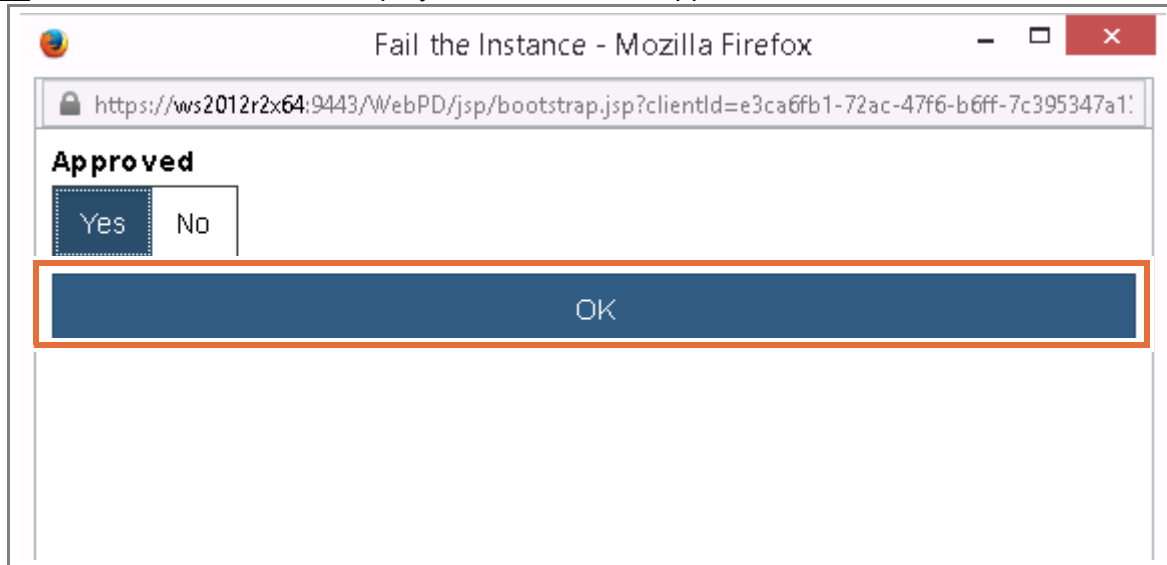 Fail the Instance - Mozilla Firefox
https://ws2012r2x64:9443/WebPD/jsp/bootstrap.jsp?clientId=e3ca6fb1-72ac-47f6-b6ff-7c395347a1
Approved
Yes No
OK